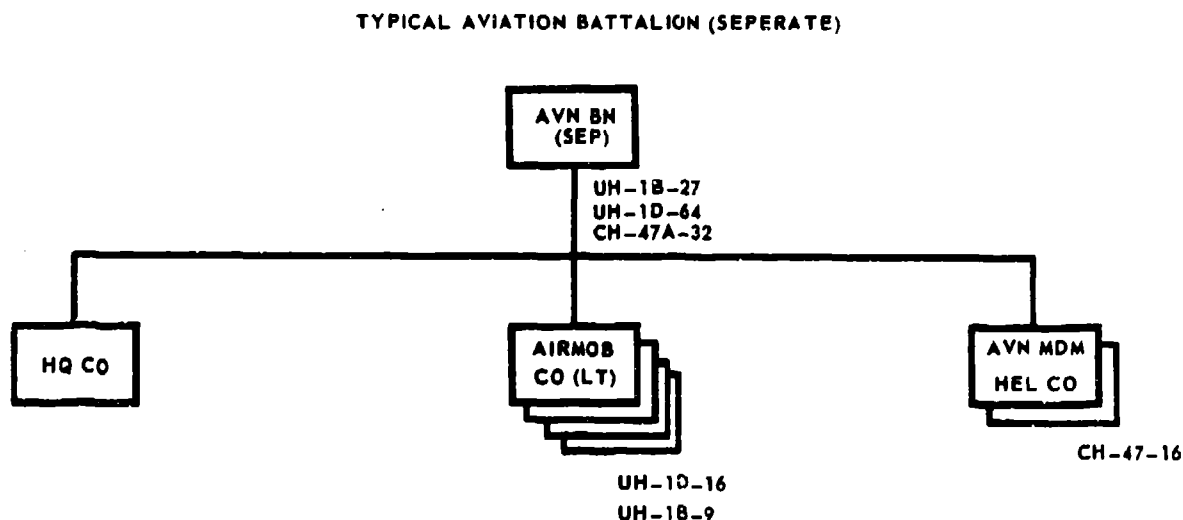 TYPICAL AVIATION BATTALION (SEPERATE)
AVN BN
(SEP)
UH-1B-27
UH-1D-64
CH-47A-32
HQ CO
AIRMOB
CO (LT)
AVN MDM
HEL CO
CH-47-16
UH-1D-16
UH-1B-9